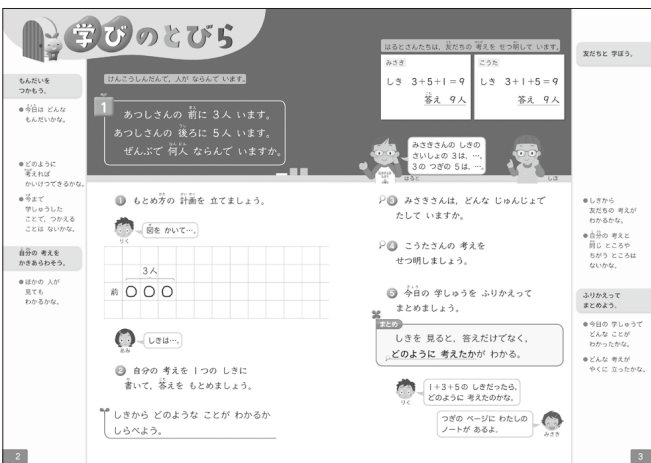 学びのとびら
もんだいを
つかもう。
●今日は どんな
もんだいかな。
●どのように
考えれば
かいけつできるかな。
●今まで
学しゅうした
ことで、つかえる
ことは ないかな。
自分の 考えを
かきあらわそう。
●ほかの 人が
見ても
わかるかな。
けんこうしんだんで、人が ならんで います。
1
あつしさんの 前に 3人 います。
あつしさんの 後ろに 5人 います。
ぜんぶで 何人 ならんで いますか。
❶ もとめ方の 計画を 立てましょう。
図を かいて…。
りく
3人
前
しきは…。
❷ 自分の 考えを 1つの しきに
書いて、答えを もとめましょう。
しきから どのような ことが わかるか
しらべよう。
2
はるとさんたちは、友だちの 考えを せつ明して います。
みさき
しき 3+5+1=9
答え 9人
こうた
しき 3+1+5=9
答え 9人
みさきさんの しきの
さいしょの 3は、…。
3の つぎの 5は、…。
はると
しほ
❸ みさきさんは、どんな じゅんじょで
たして いますか。
❹ こうたさんの 考えを
せつ明しましょう。
❺ 今日の 学しゅうを ふりかえって
まとめましょう。
まとめ
しきを 見ると、答えだけでなく、
どのように 考えたかが わかる。
1+3+5の しきだったら、
どのように 考えたのかな。
りく
つぎの ページに わたしの
ノートが あるよ。
みさき
友だちと 学ぼう。
●しきから
友だちの 考えが
わかるかな。
●自分の 考えと
同じ ところや
ちがう ところは
ないかな。
ふりかえって
まとめよう。
●今日の 学しゅうで
どんな ことが
わかったかな。
●どんな 考えが
やくに 立ったかな。
3